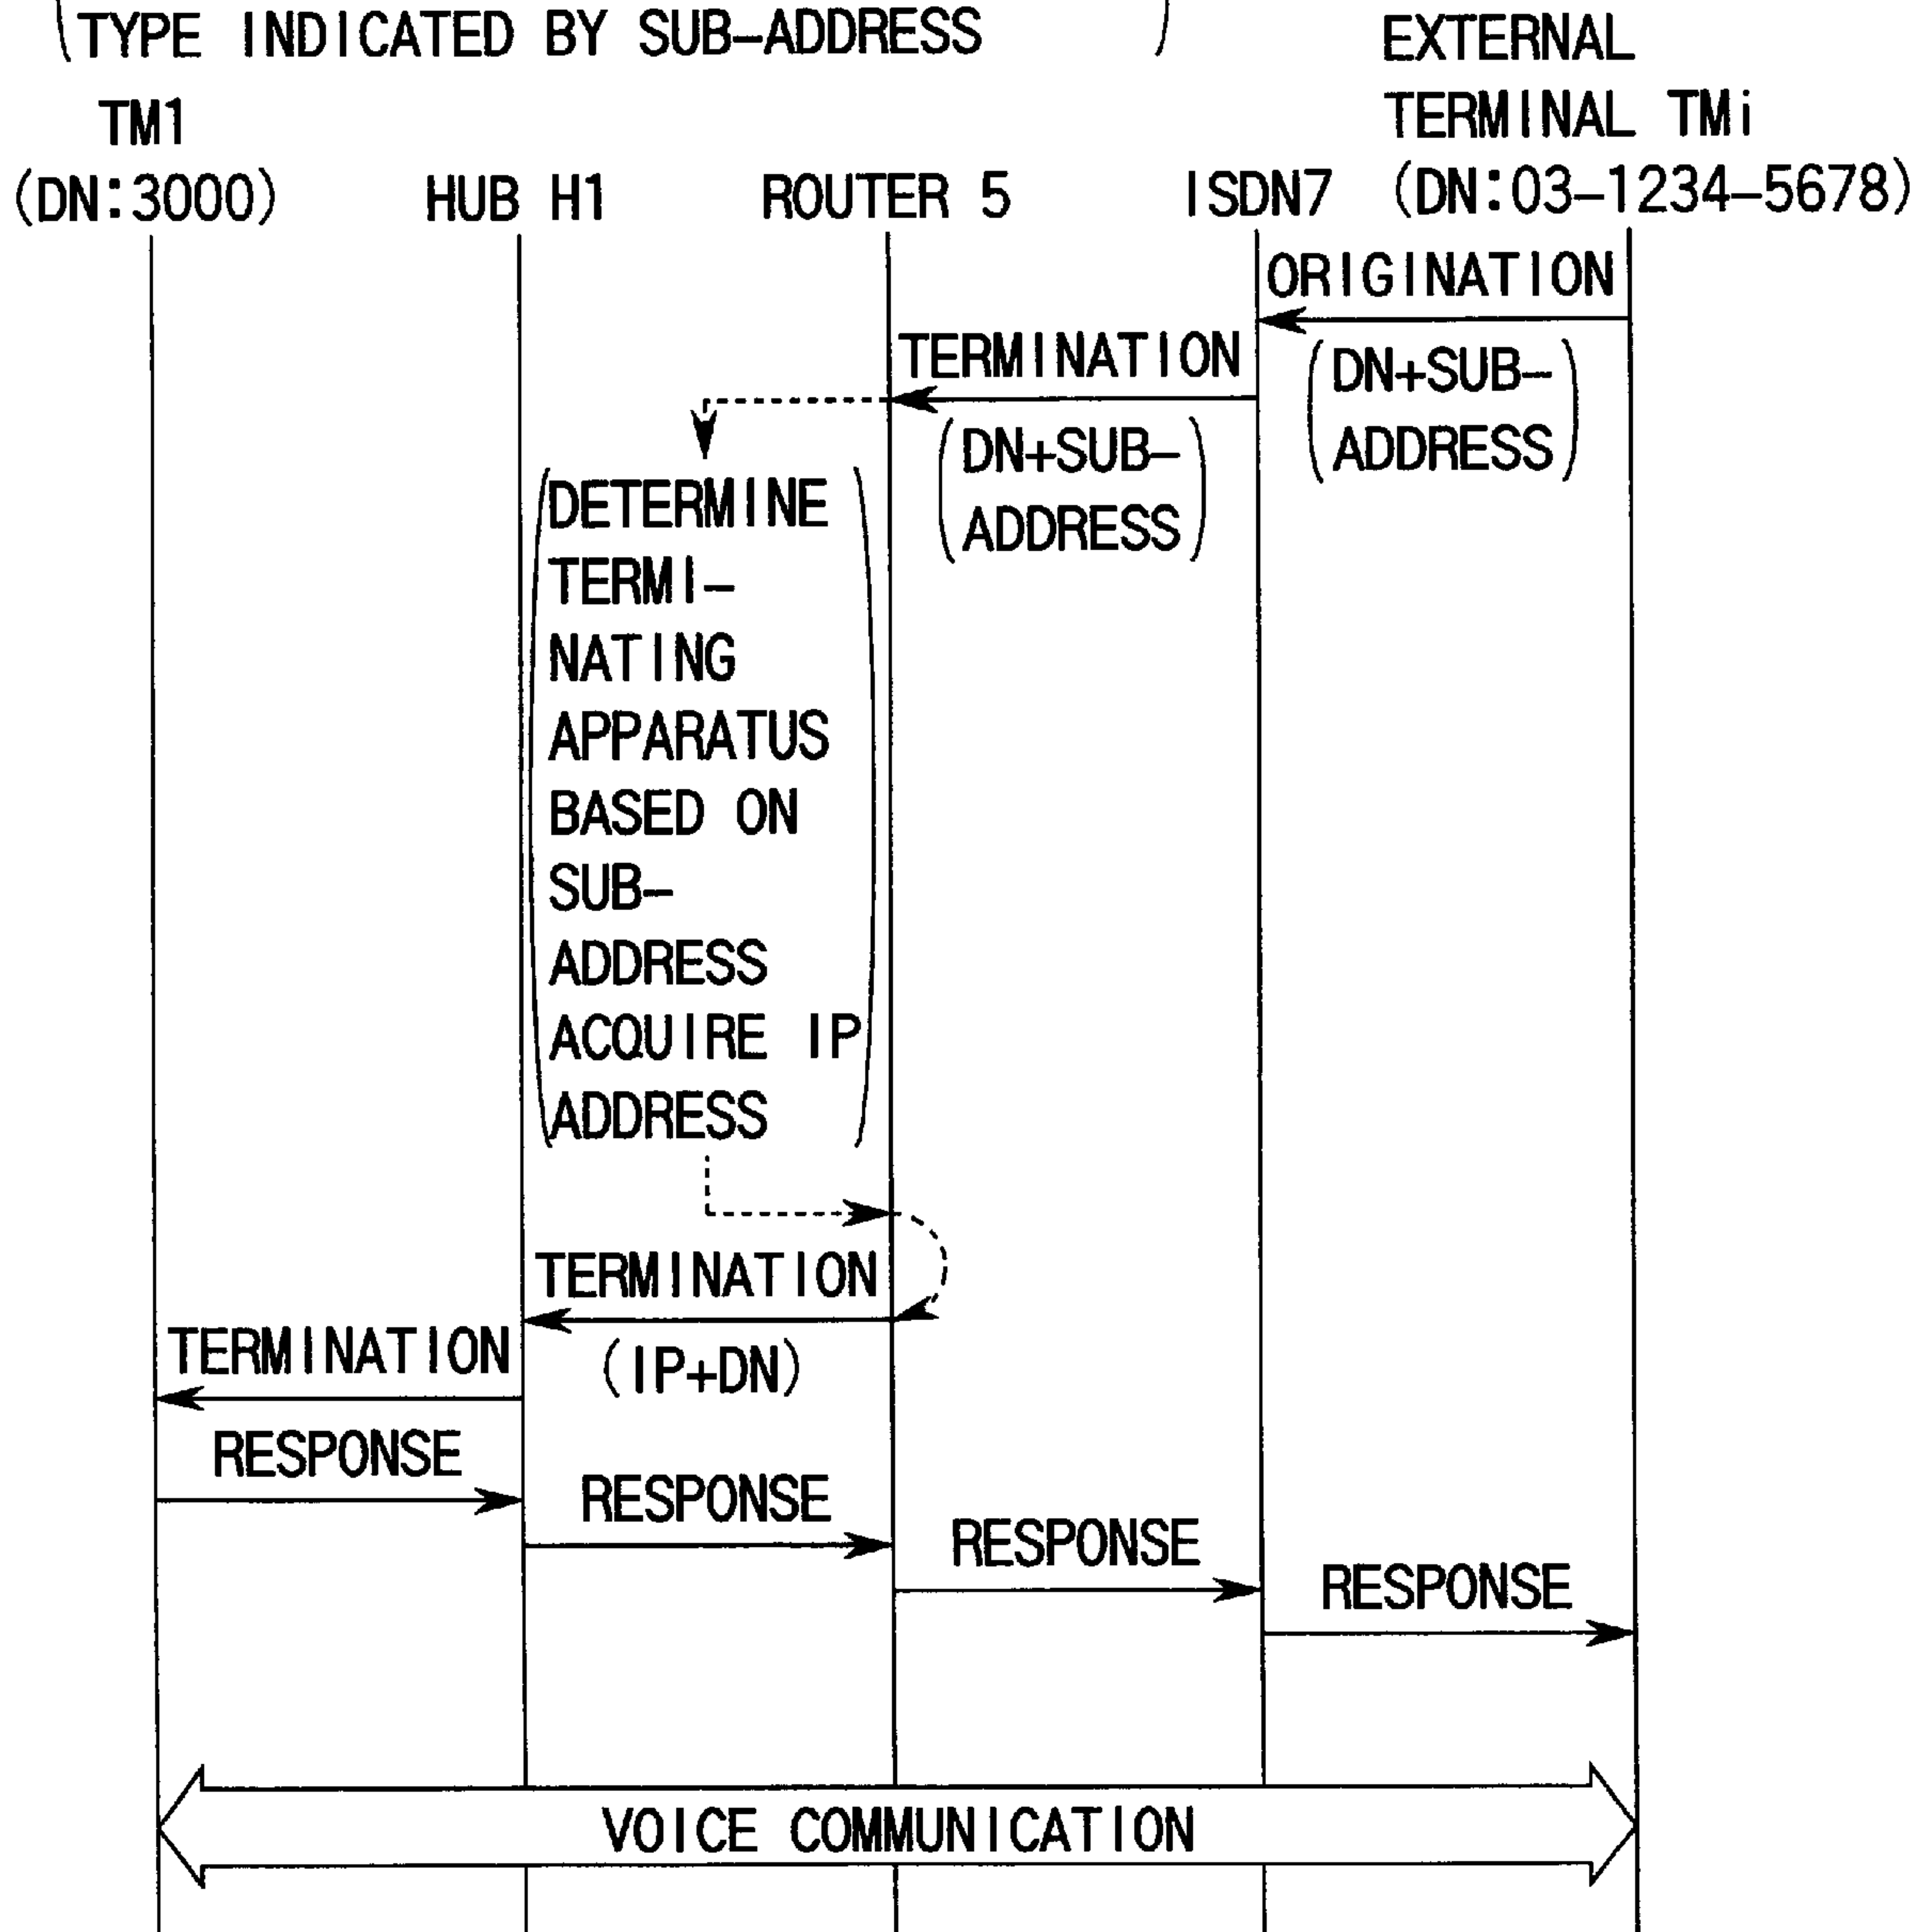 TYPE INDICATED BY SUB-ADDRESS
EXTERNAL
TERMINAL TMi
(DN:03-1234-5678)
TM1
(DN:3000)
HUB H1
ROUTER 5
ISDN7
ORIGINATION
(DN+SUB-
ADDRESS)
TERMINATION
(DN+SUB-
ADDRESS)
(DETERMINE
TERMI-
NATING
APPARATUS
BASED ON
SUB-
ADDRESS
ACQUIRE IP
ADDRESS)
TERMINATION
(IP+DN)
TERMINATION
RESPONSE
RESPONSE
RESPONSE
RESPONSE
VOICE COMMUNICATION